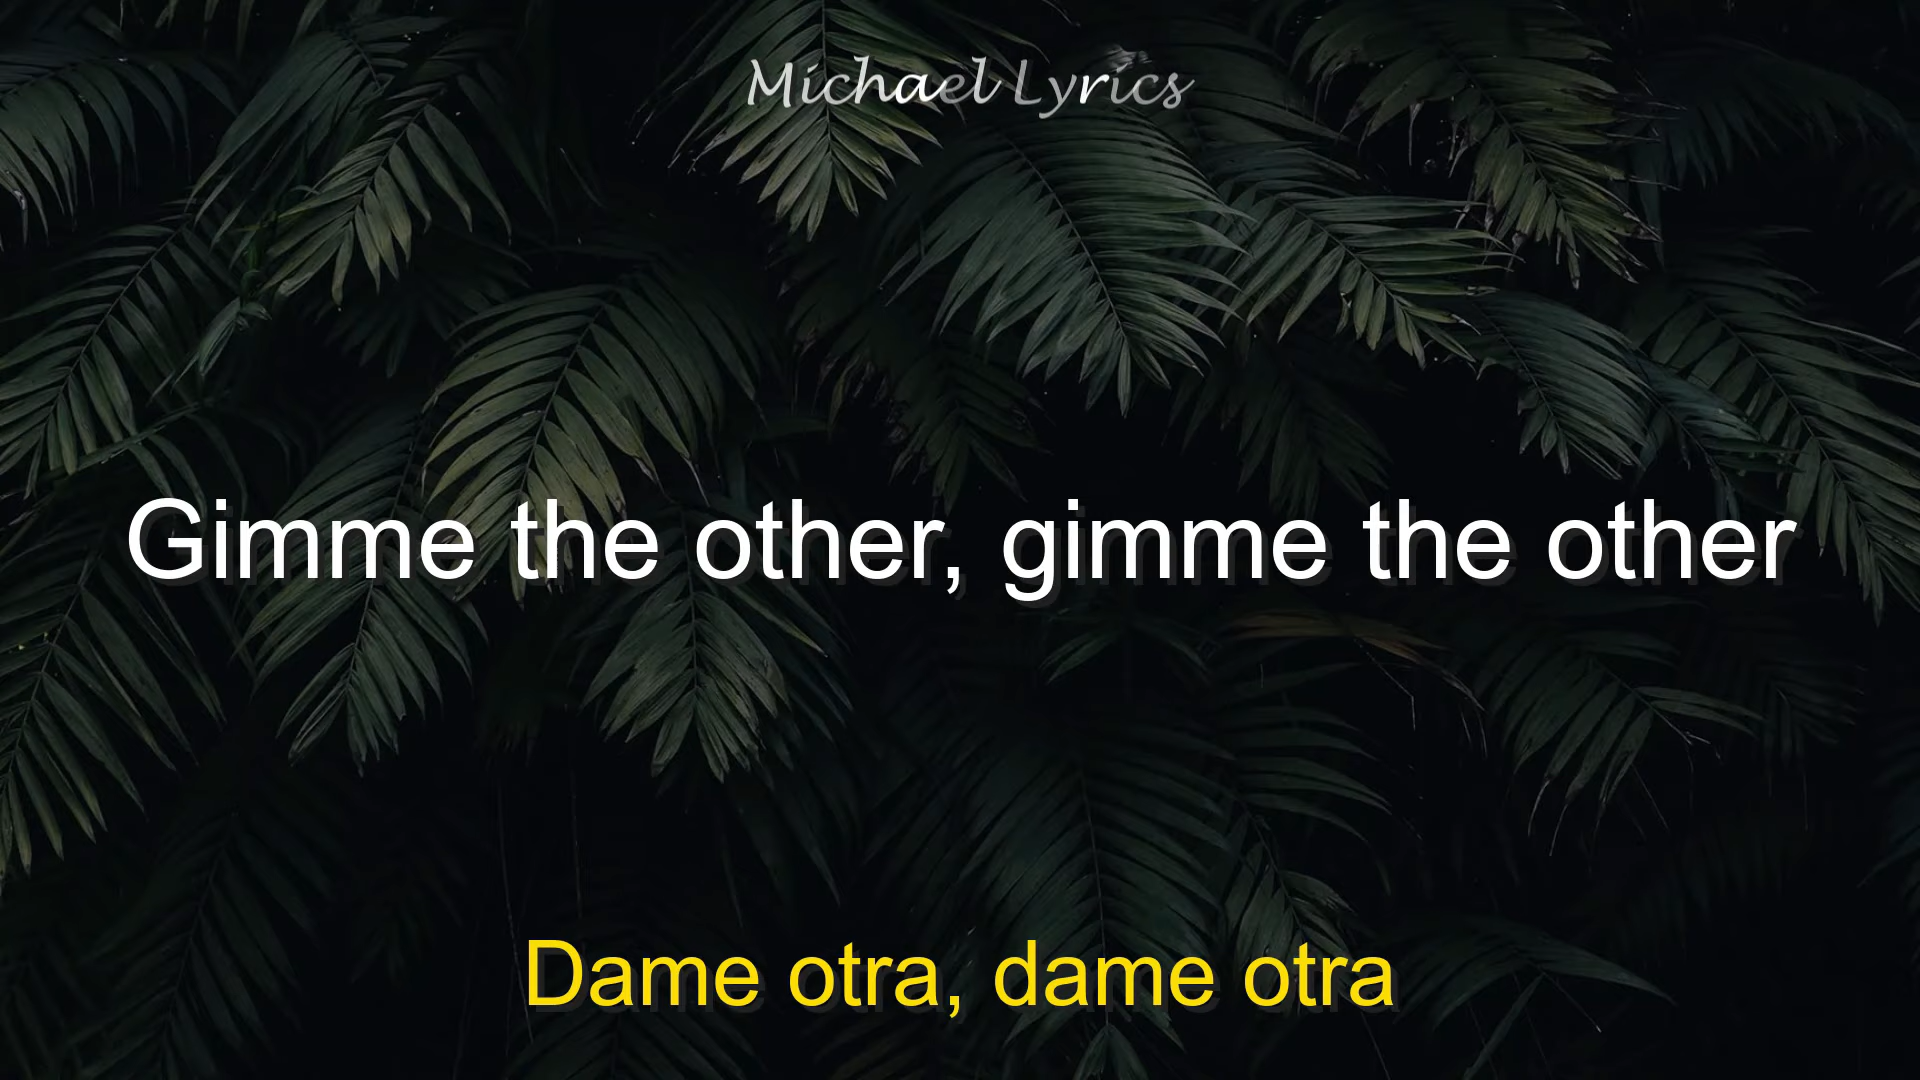 Michael Lyrics
Gimme the other, gimme the other
Dame otra, dame otra